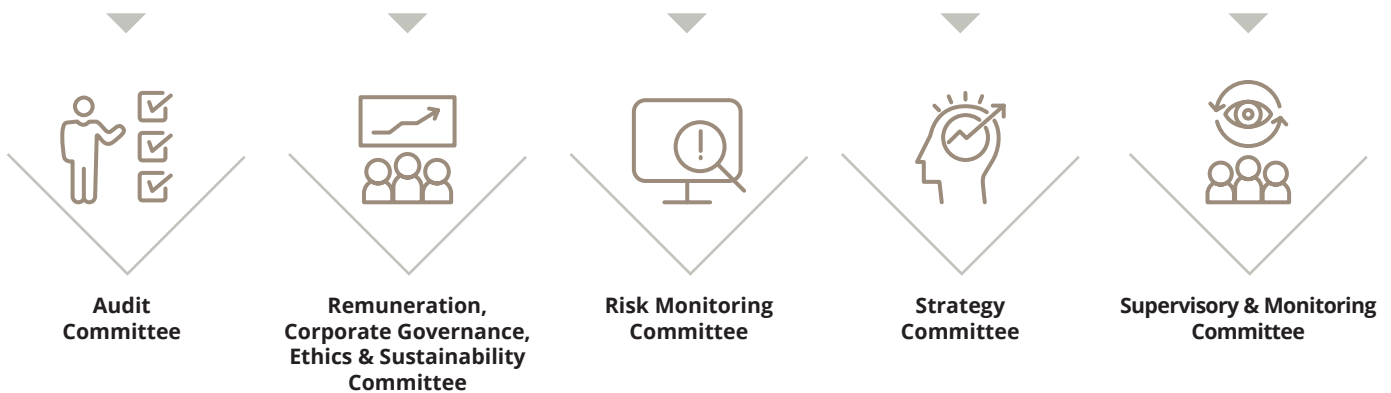 Audit
Committee
Remuneration,
Corporate Governance,
Ethics & Sustainability
Committee
Risk Monitoring
Committee
Strategy
Committee
Supervisory & Monitoring
Committee